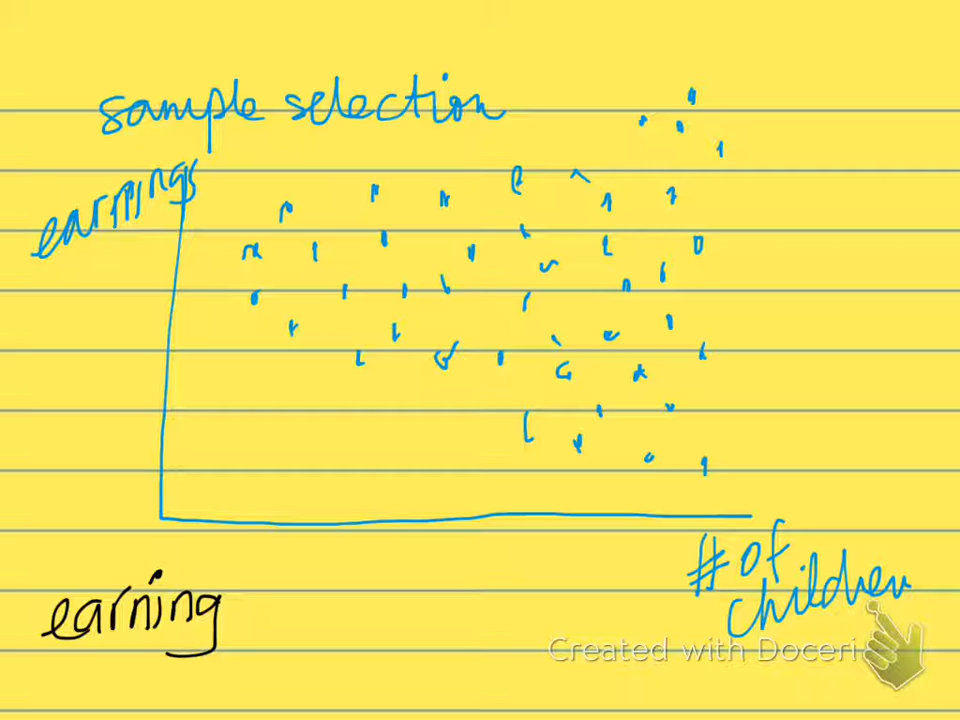 sample selection
earnings
# of
children
earning
Created with Doceri